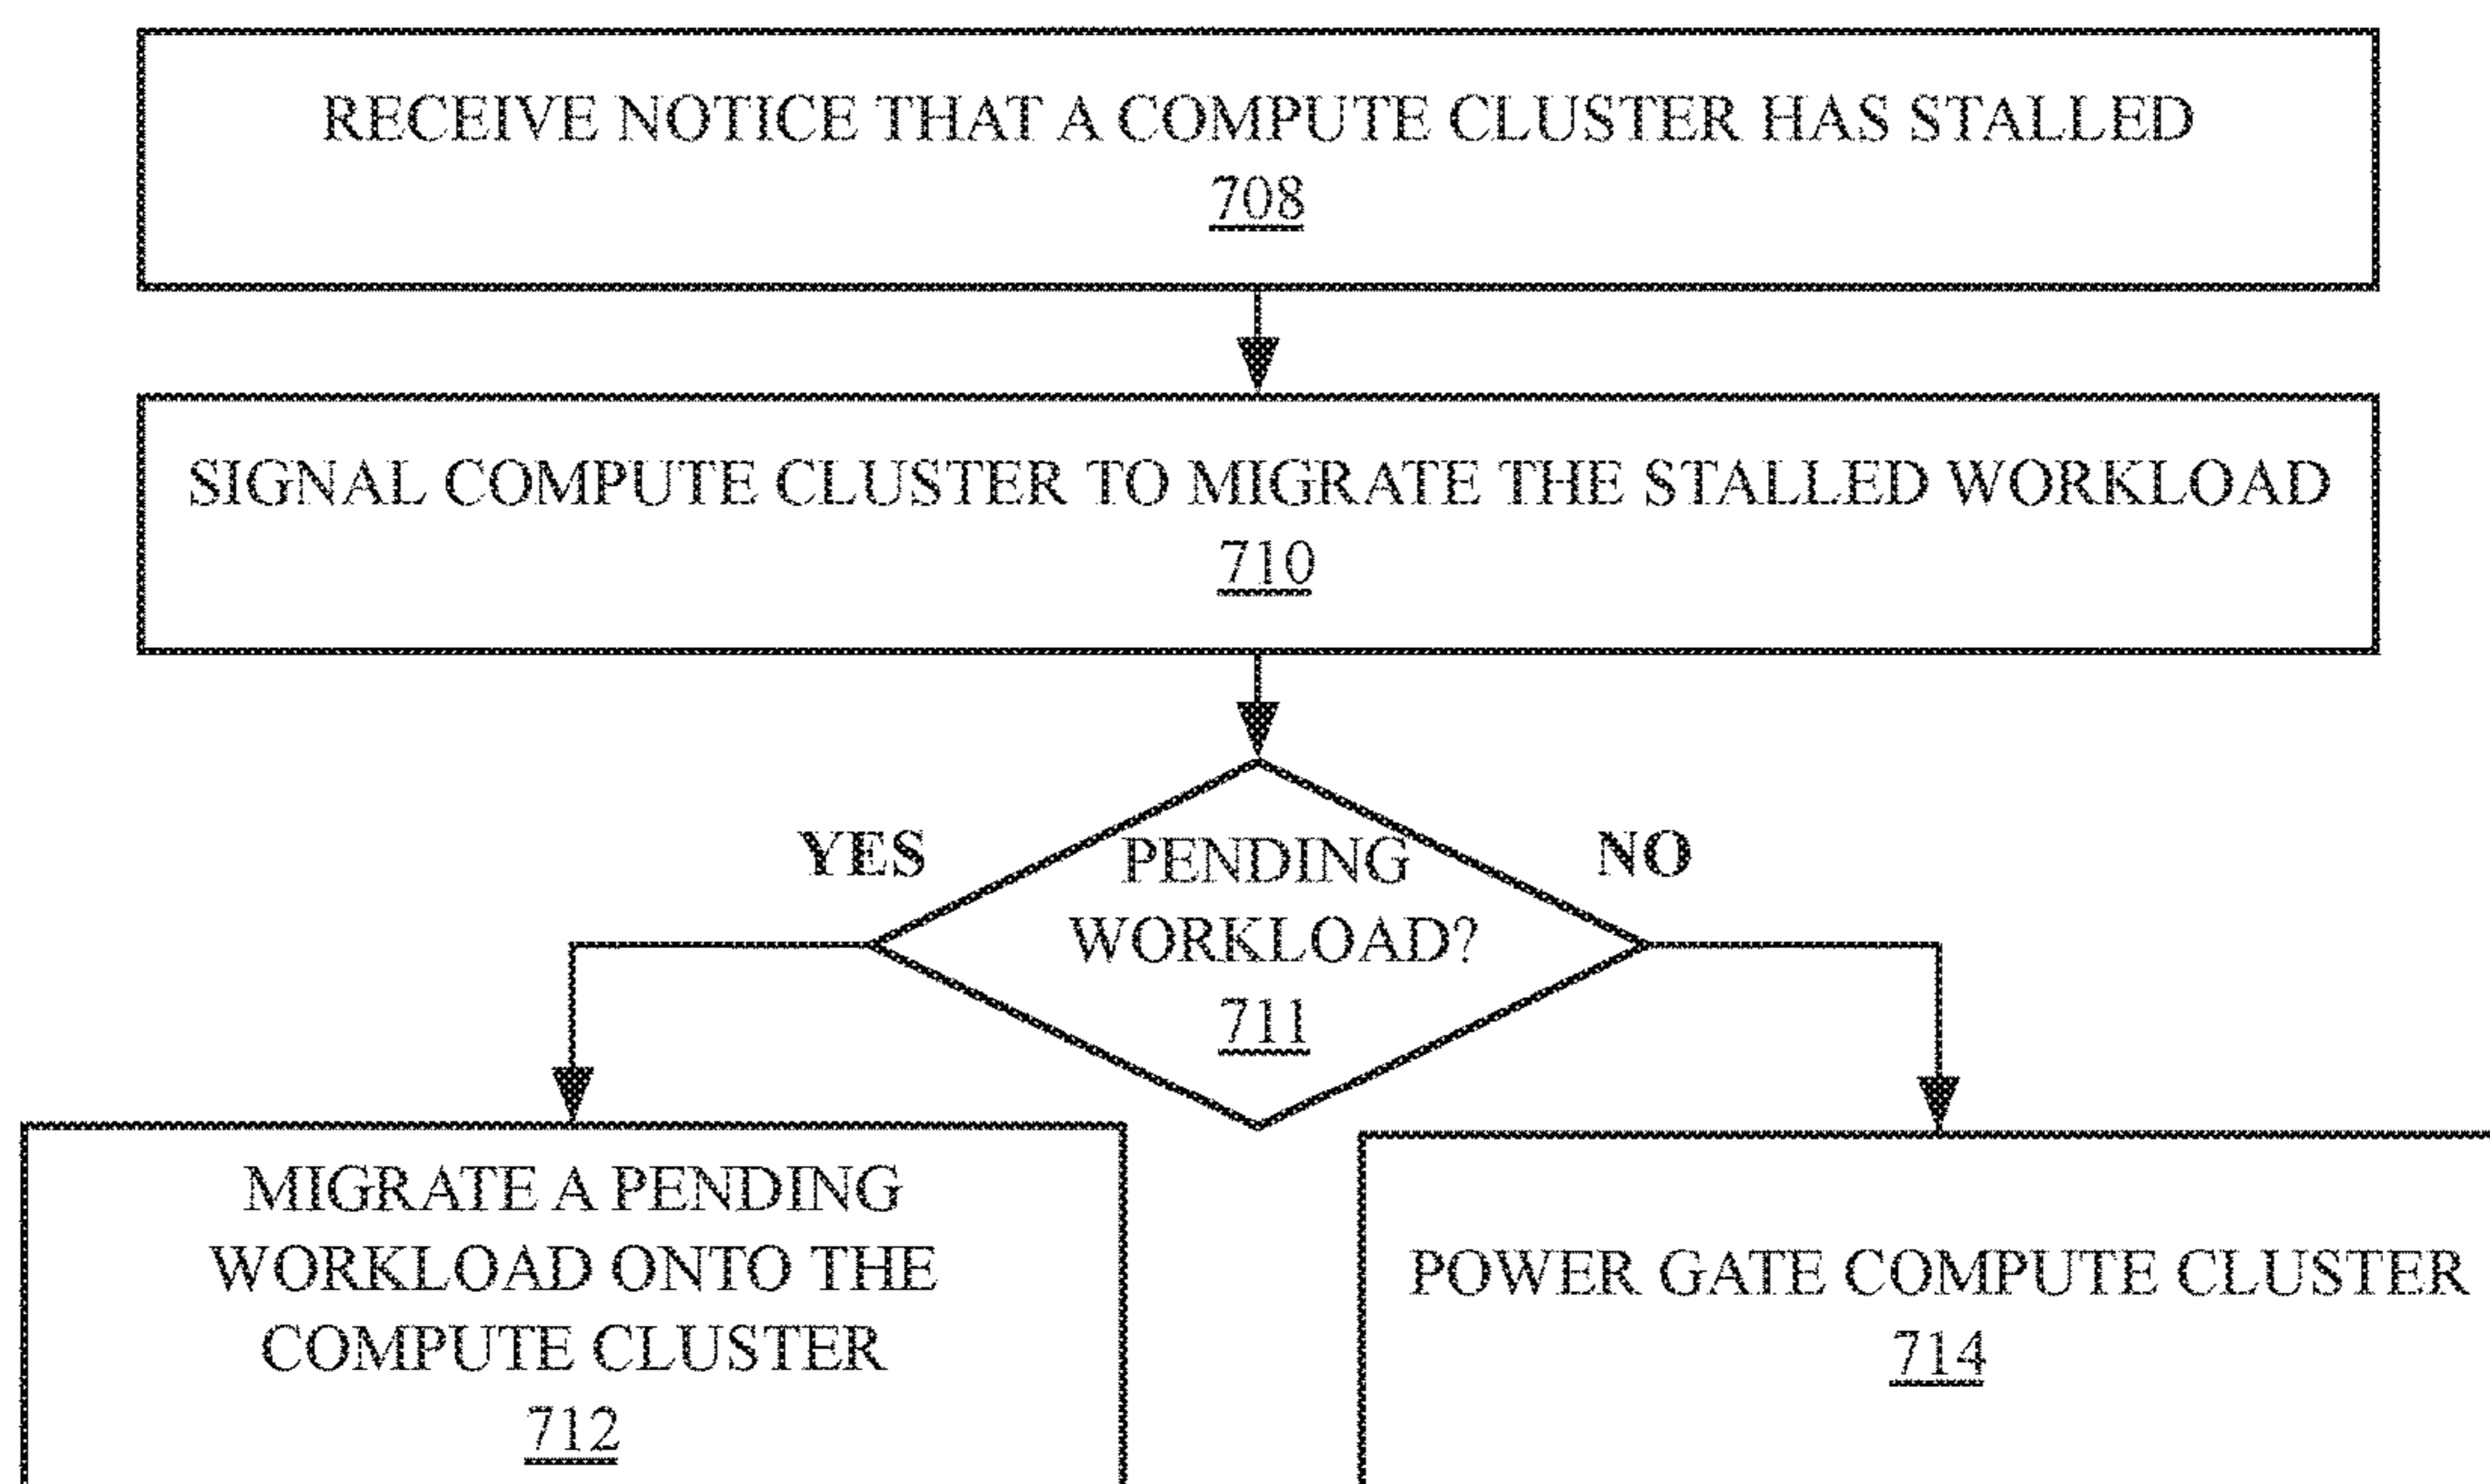 RECEIVE NOTICE THAT A COMPUTE CLUSTER HAS STALLED
708
SIGNAL COMPUTE CLUSTER TO MIGRATE THE STALLED WORKLOAD
710
YES
NO
PENDING
WORKLOAD?
711
MIGRATE A PENDING
WORKLOAD ONTO THE
COMPUTE CLUSTER
712
POWER GATE COMPUTE CLUSTER
714